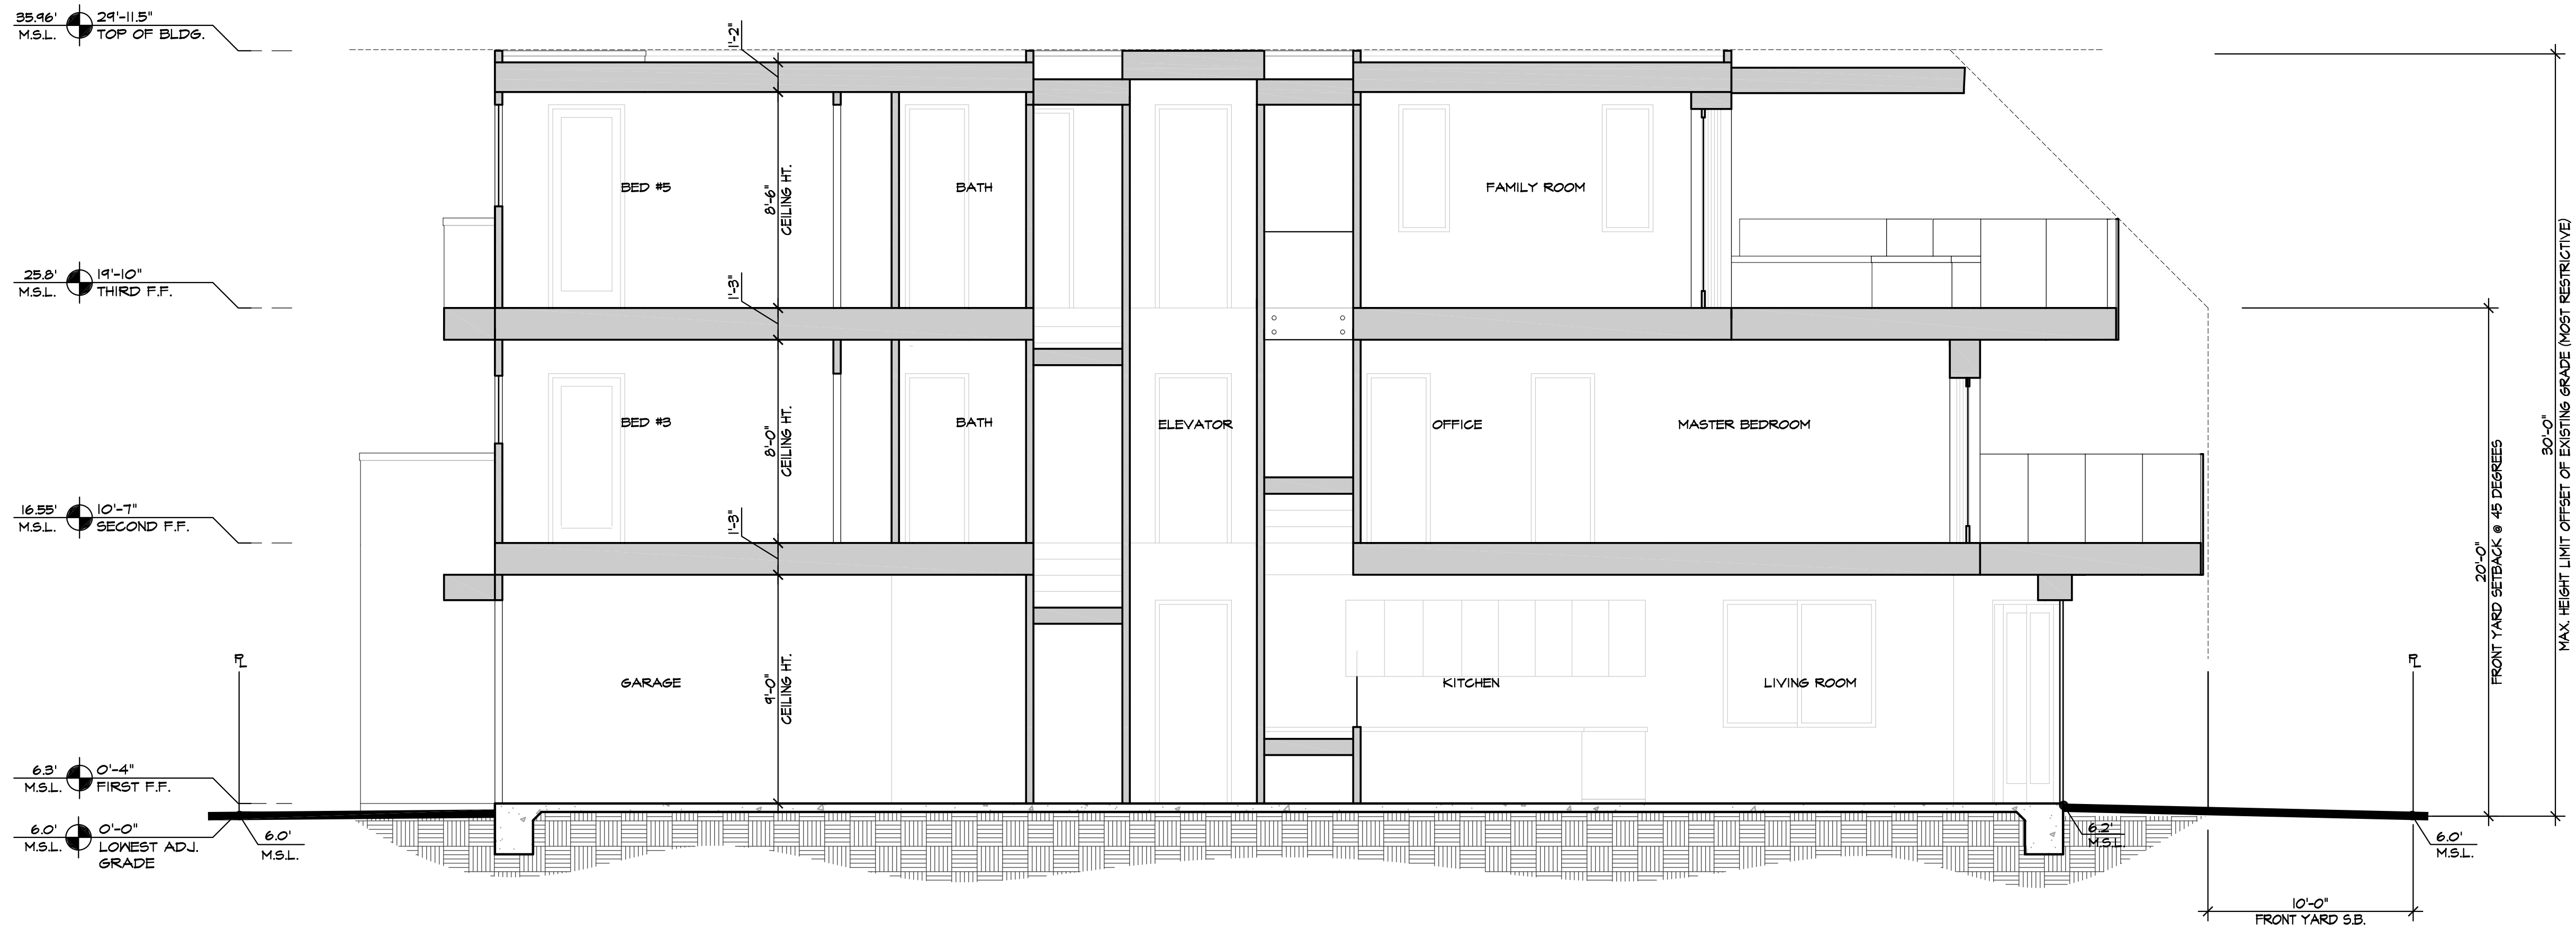 35.96'
M.S.L.
29'-11.5"
TOP OF BLDG.
25.8'
M.S.L.
19'-10"
THIRD F.F.
16.55'
M.S.L.
10'-7"
SECOND F.F.
6.3'
M.S.L.
0'-4"
FIRST F.F.
6.0'
M.S.L.
0'-0"
LOWEST ADJ.
GRADE
PL
6.0'
M.S.L.
1'-2"
8'-6"
CEILING HT.
1'-3"
8'-0"
CEILING HT.
1'-3"
9'-0"
CEILING HT.
BED #5
BATH
FAMILY ROOM
BED #3
BATH
ELEVATOR
OFFICE
MASTER BEDROOM
GARAGE
KITCHEN
LIVING ROOM
6.2'
M.S.L.
PL
6.0'
M.S.L.
10'-0"
FRONT YARD S.B.
20'-0"
FRONT YARD SETBACK @ 45 DEGREES
30'-0"
MAX. HEIGHT LIMIT OFFSET OF EXISTING GRADE (MOST RESTRICTIVE)